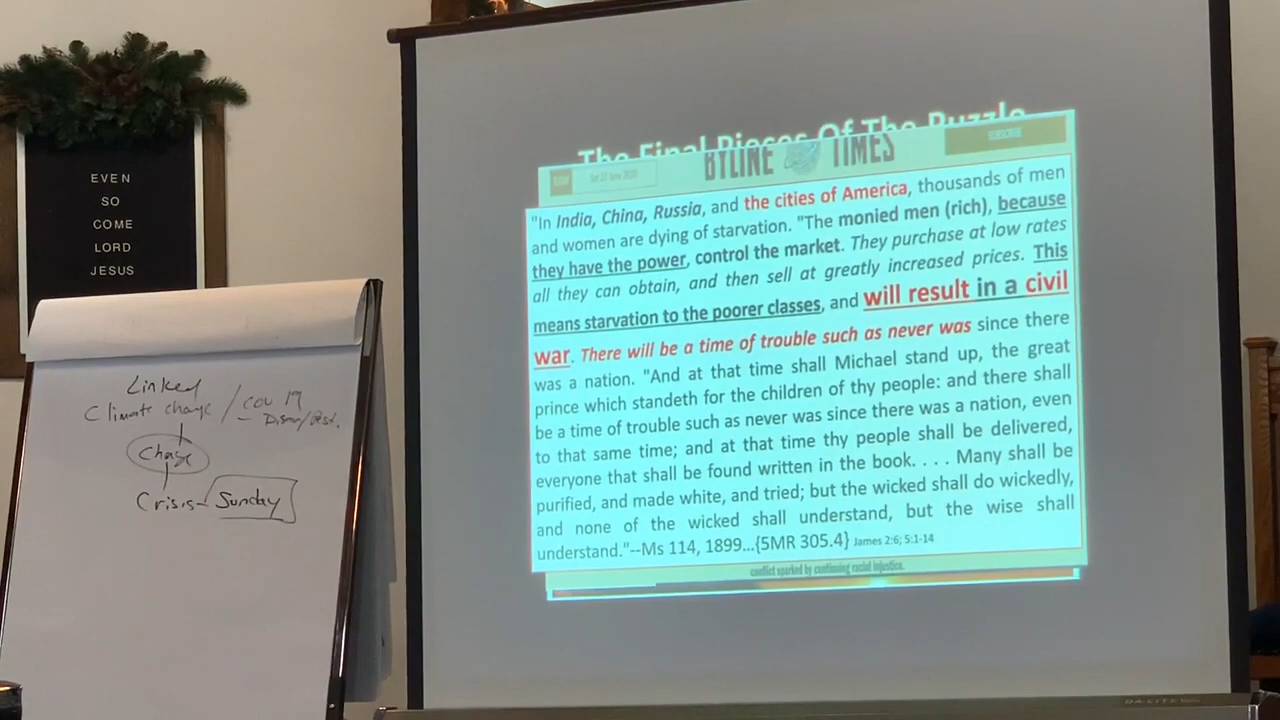 EVEN
SO
COME
LORD
JESUS
Linked
Climate change / COV 19
Chage
Crisis - Sunday
The Final Pieces Of The Puzzle
BYLINE TIMES
SUBSCRIBE
"In India, China, Russia, and the cities of America, thousands of men
and women are dying of starvation. "The monied men (rich), because
they have the power, control the market. They purchase at low rates
all they can obtain, and then sell at greatly increased prices. This
means starvation to the poorer classes, and will result in a civil
war. There will be a time of trouble such as never was since there
was a nation. "And at that time shall Michael stand up, the great
prince which standeth for the children of thy people: and there shall
be a time of trouble such as never was since there was a nation, even
to that same time; and at that time thy people shall be delivered,
everyone that shall be found written in the book. . . . Many shall be
purified, and made white, and tried; but the wicked shall do wickedly,
and none of the wicked shall understand, but the wise shall
understand."--Ms 114, 1899...{5MR 305.4} James 2:6; 5:1-14
conflict sparked by continuing racial injustice.